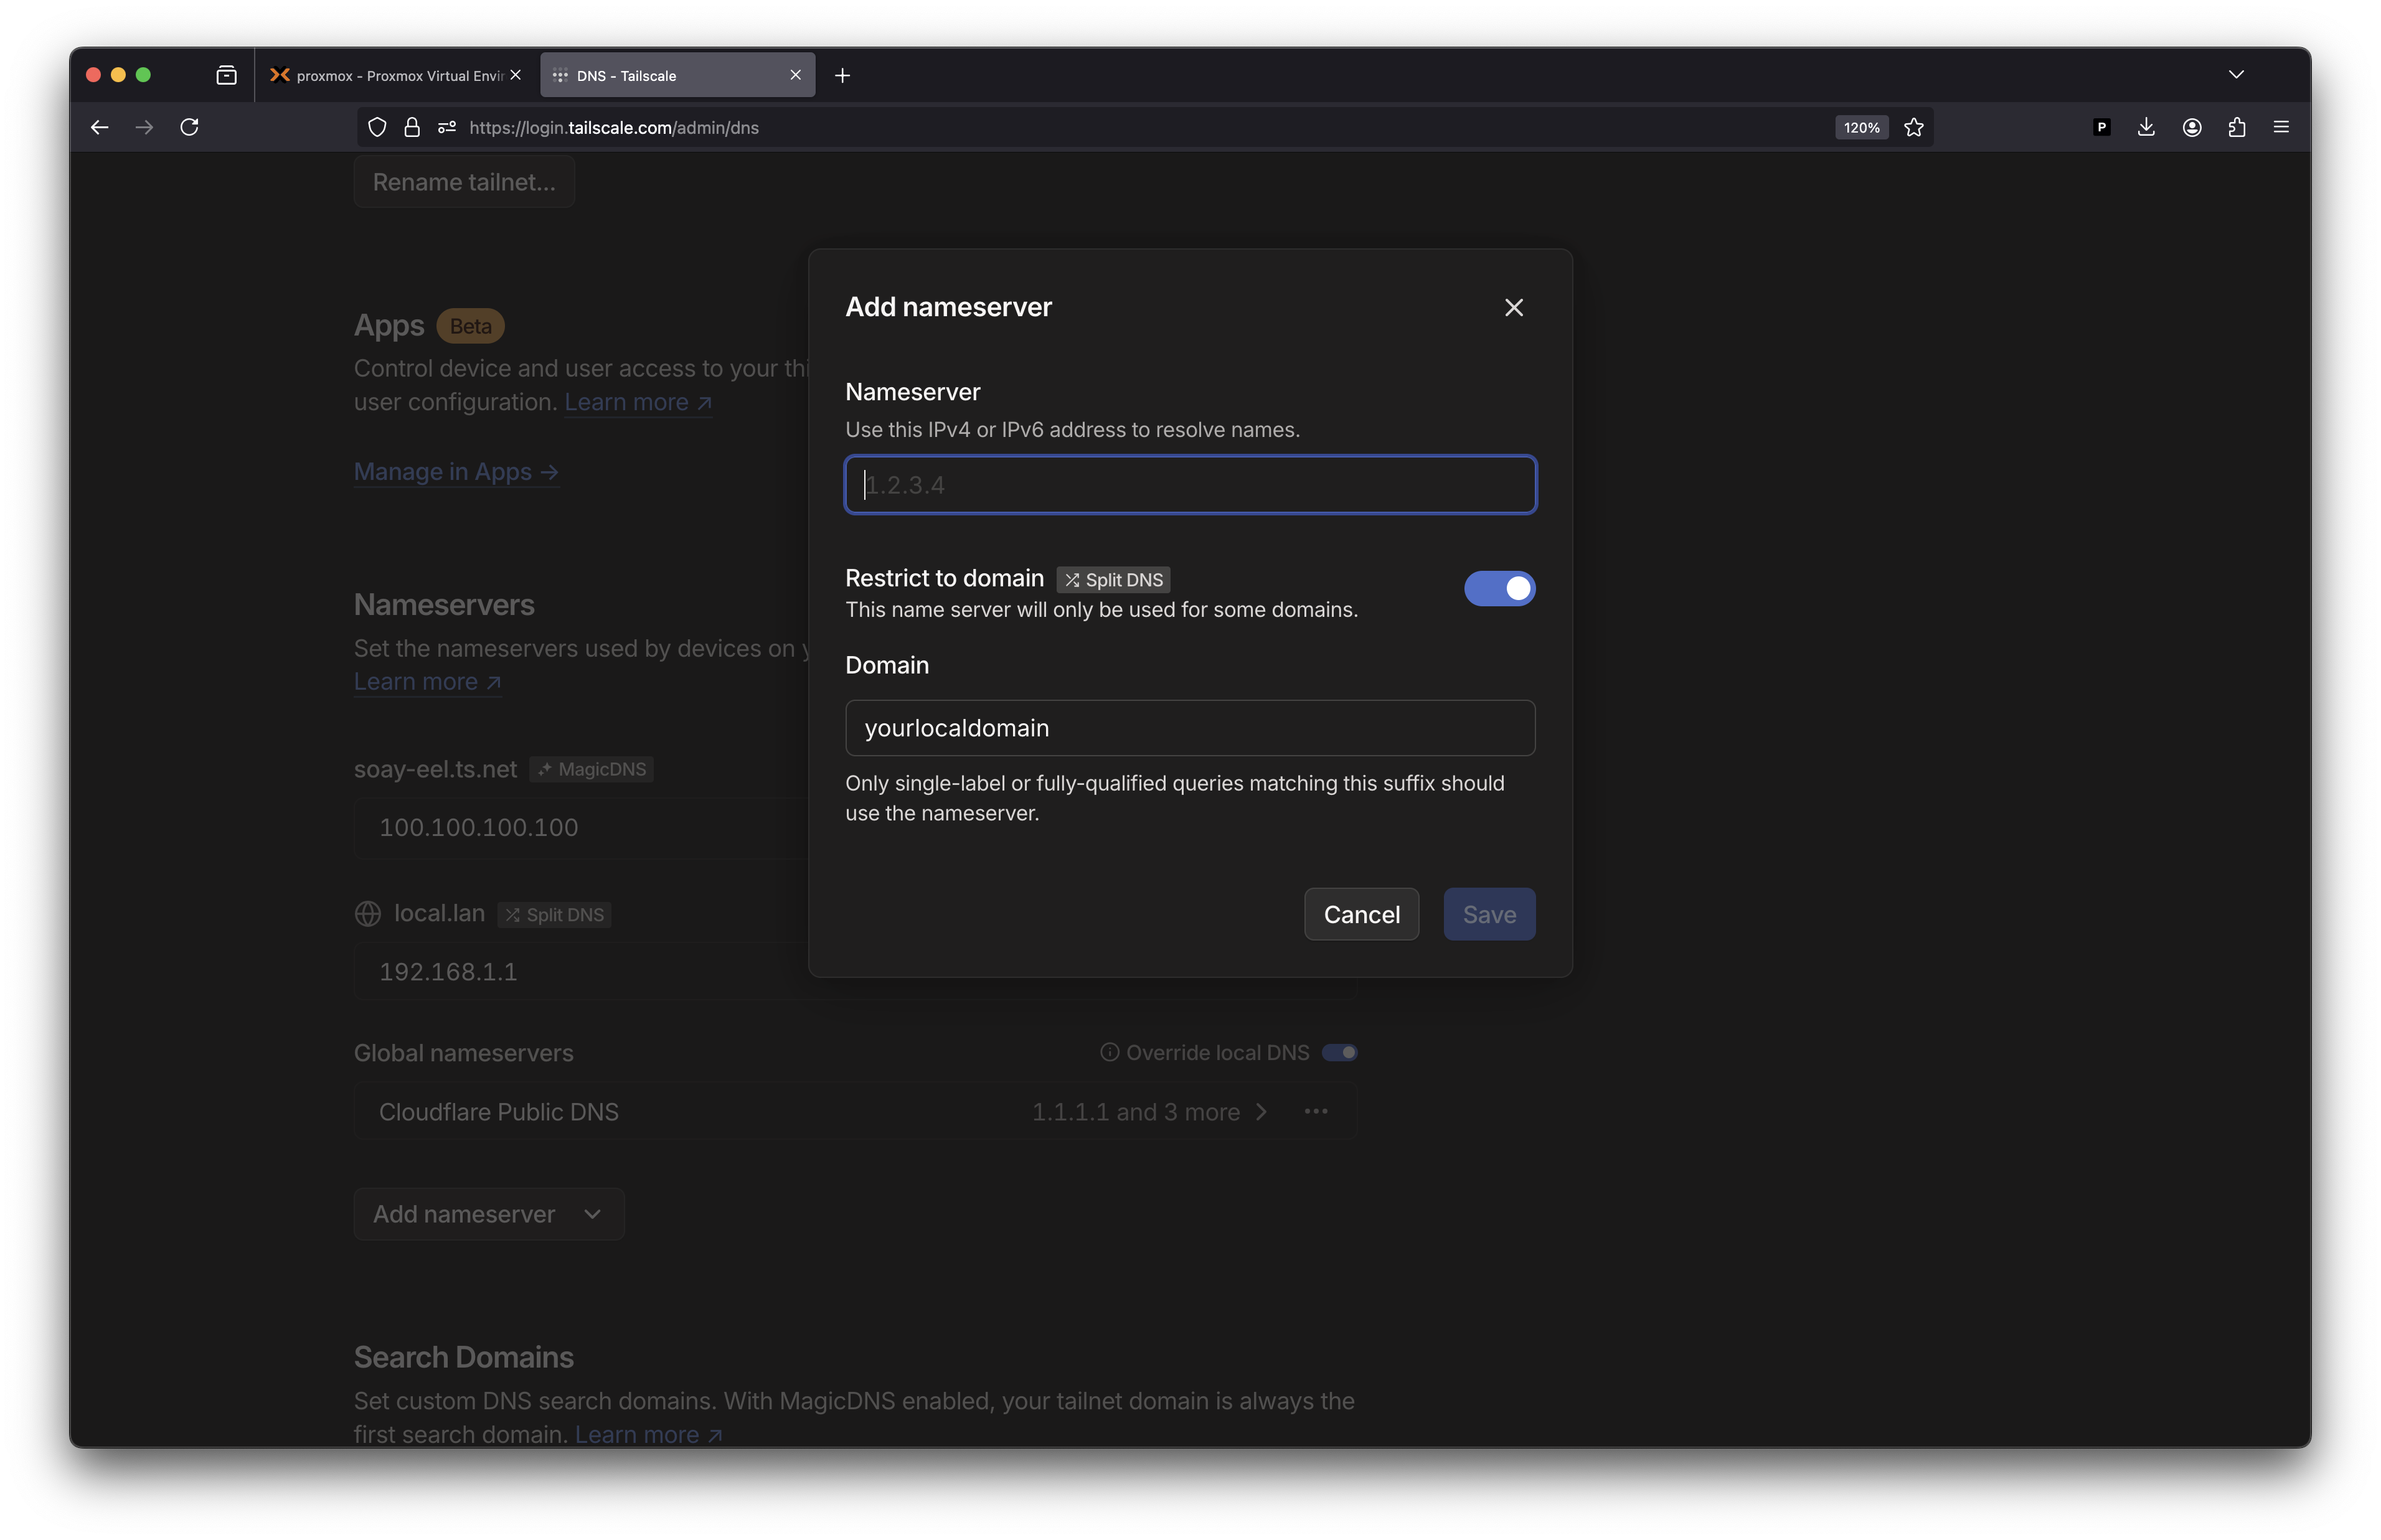 proxmox - Proxmox Virtual Envir
DNS - Tailscale
https://login.tailscale.com/admin/dns
120%
P
Rename tailnet...
Add nameserver
Apps Beta
Control device and user access to your thi
user configuration. Learn more ↗
Manage in Apps →
Nameserver
Use this IPv4 or IPv6 address to resolve names.
1.2.3.4
Restrict to domain Split DNS
This name server will only be used for some domains.
Domain
yourlocaldomain
Only single-label or fully-qualified queries matching this suffix should
use the nameserver.
Cancel
Save
Nameservers
Set the nameservers used by devices on y
Learn more ↗
soay-eel.ts.net MagicDNS
100.100.100.100
local.lan Split DNS
192.168.1.1
Global nameservers
Override local DNS
Cloudflare Public DNS
1.1.1.1 and 3 more
Add nameserver
Search Domains
Set custom DNS search domains. With MagicDNS enabled, your tailnet domain is always the
first search domain. Learn more ↗